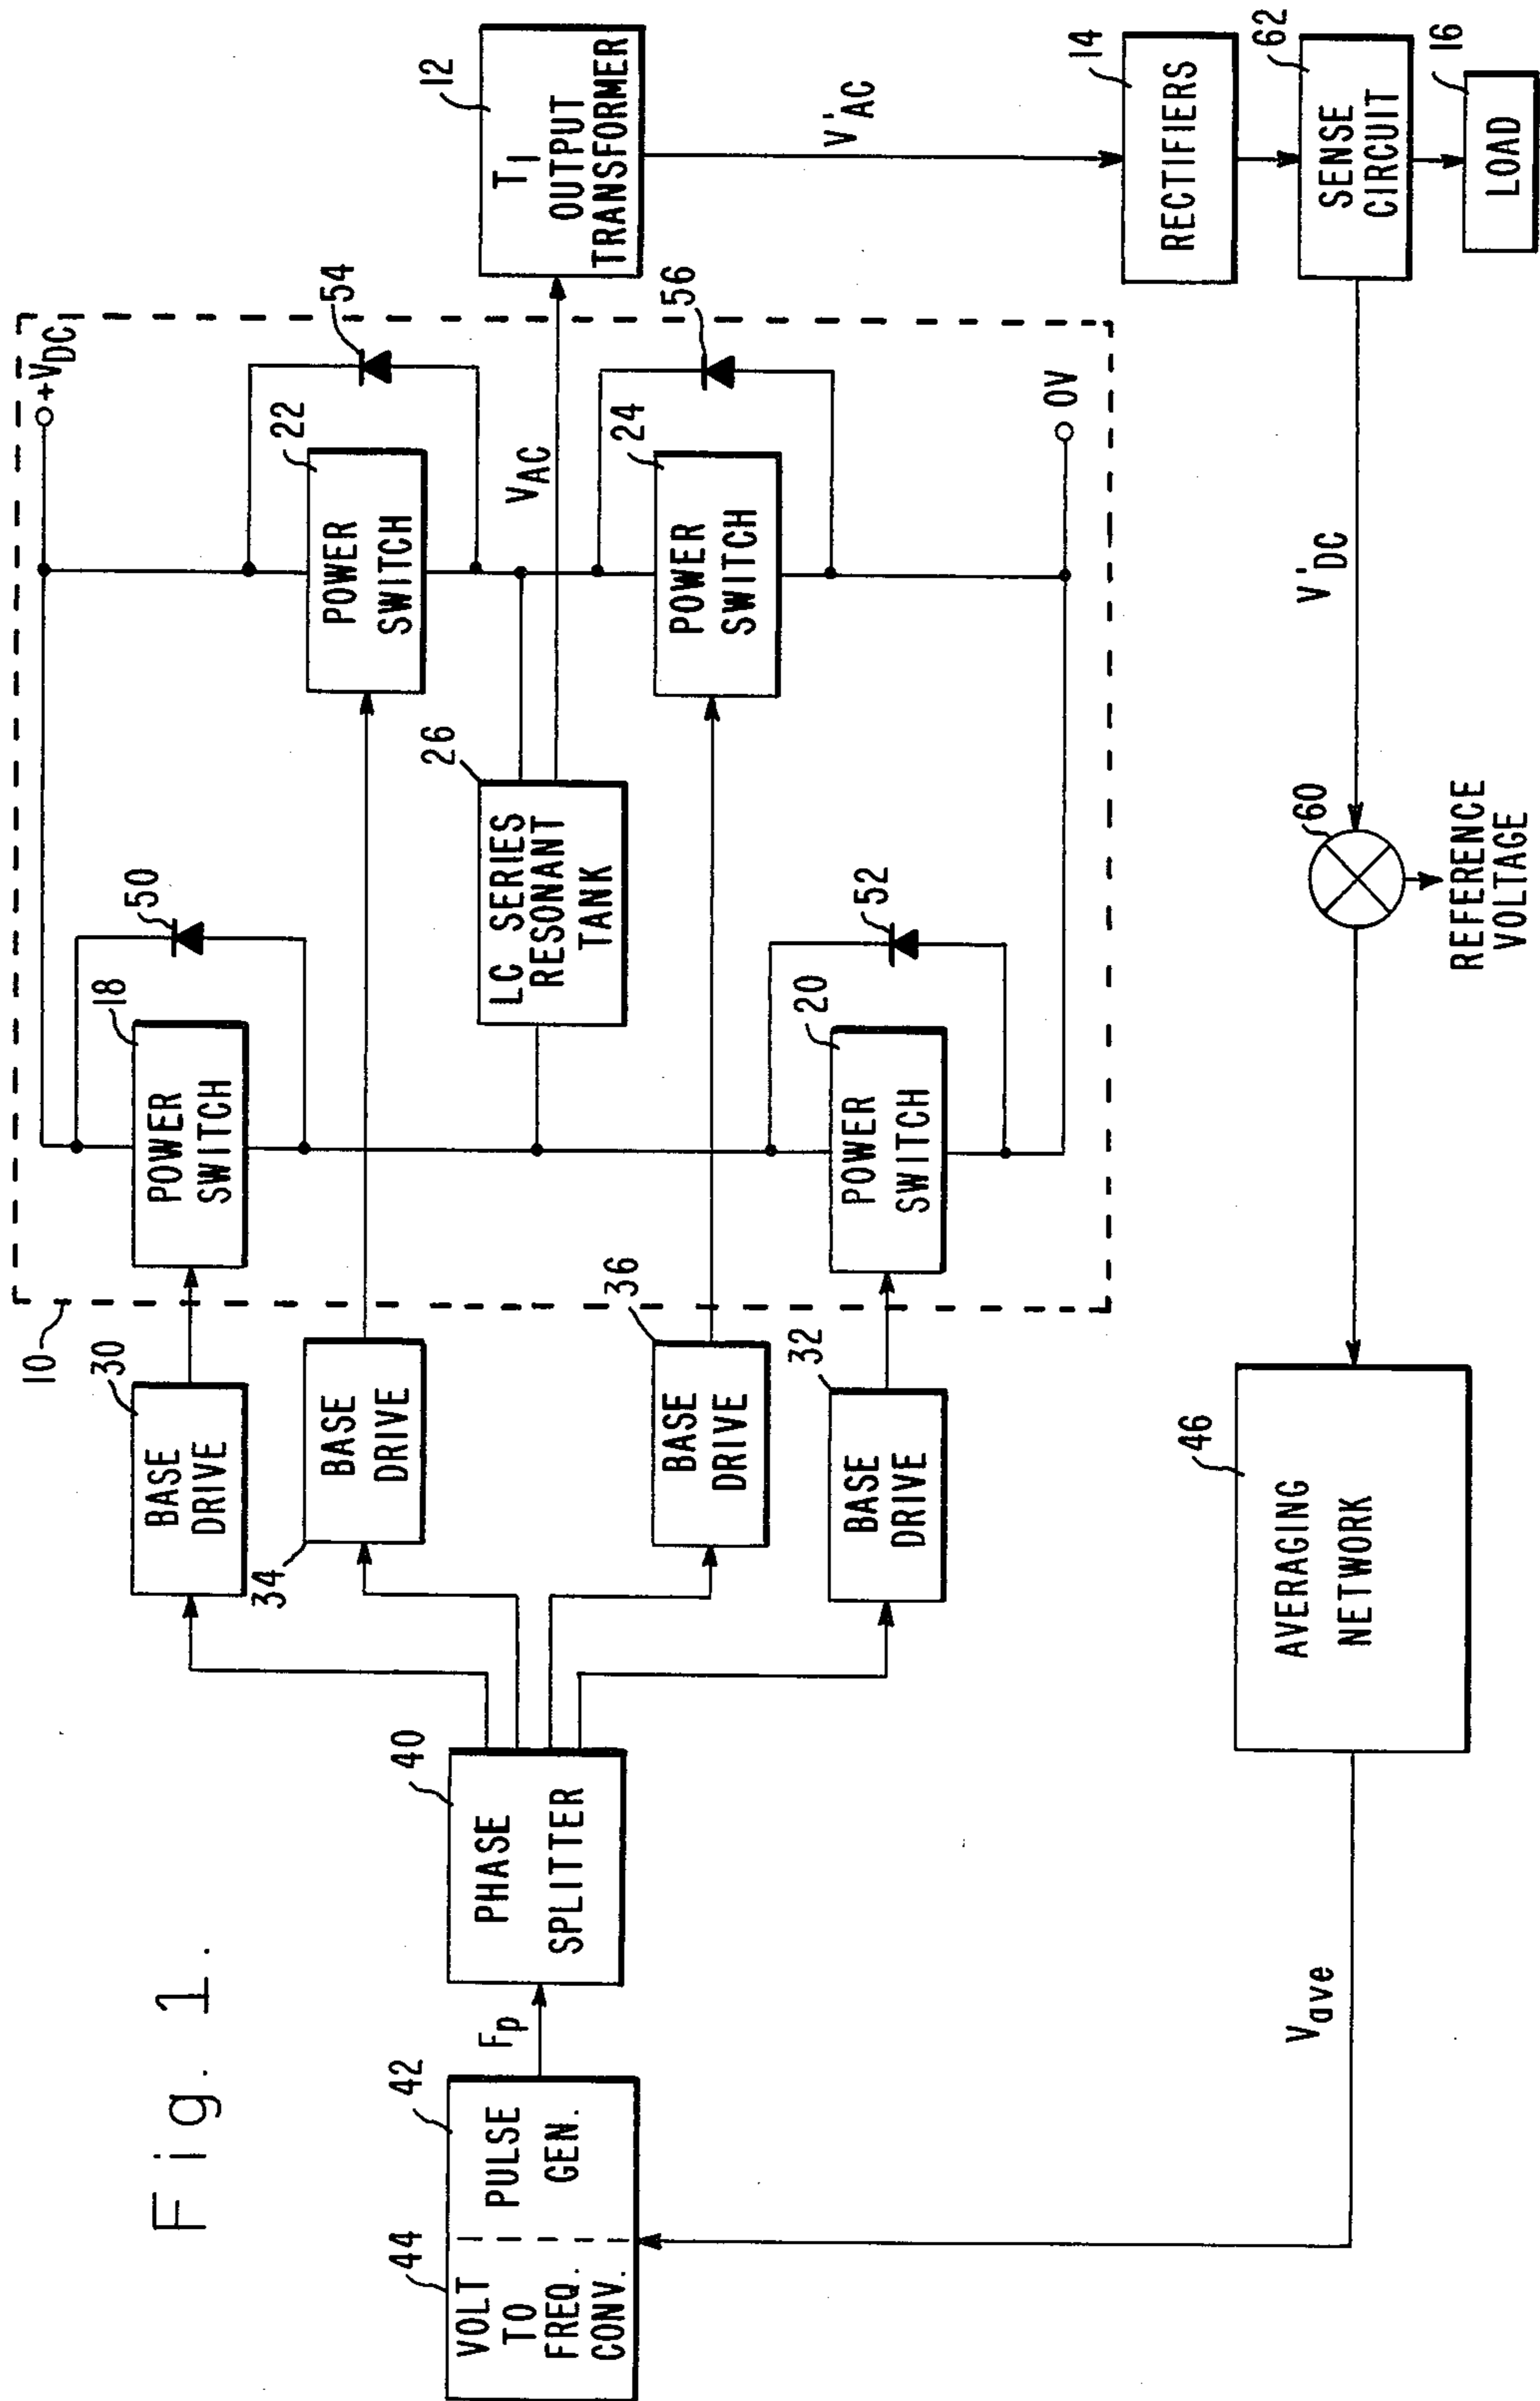 Fig. 1.
10
+VDC
18
POWER
SWITCH
50
22
POWER
SWITCH
54
30
BASE
DRIVE
34
BASE
DRIVE
36
BASE
DRIVE
32
BASE
DRIVE
26
LC SERIES
RESONANT
TANK
VAC
24
POWER
SWITCH
56
20
POWER
SWITCH
52
0V
12
T1
OUTPUT
TRANSFORMER
V'AC
14
RECTIFIERS
62
SENSE
CIRCUIT
16
LOAD
44
VOLT
TO
FREQ.
CONV.
42
PULSE
GEN.
Fp
40
PHASE
SPLITTER
V'DC
60
REFERENCE
VOLTAGE
46
AVERAGING
NETWORK
Vave